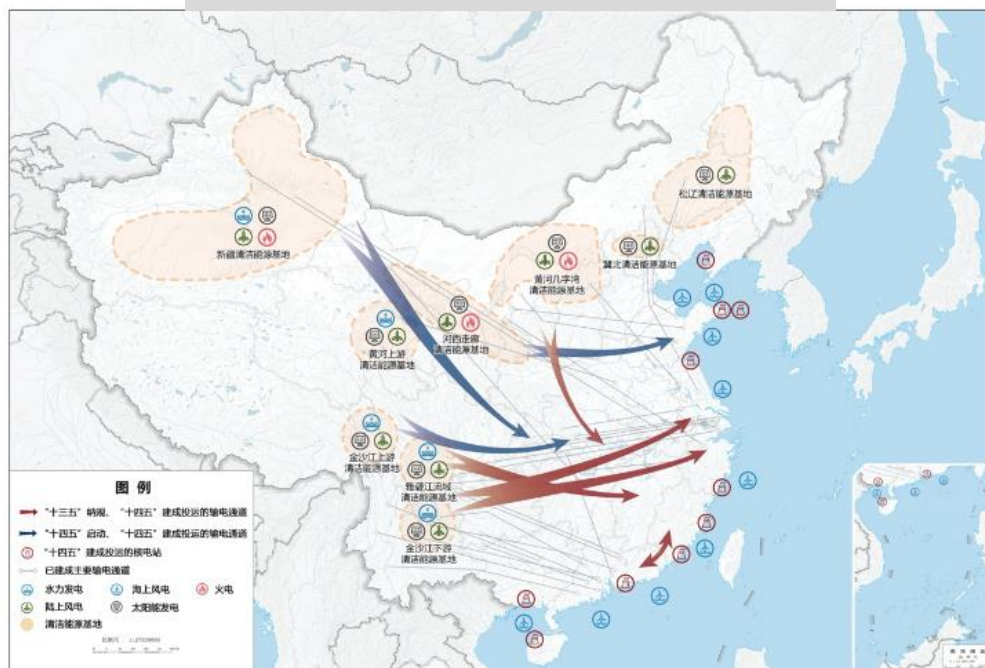 松辽清洁能源基地
新疆清洁能源基地
冀北清洁能源基地
黄河几字湾
清洁能源基地
河西走廊
清洁能源基地
黄河上游
清洁能源基地
金沙江上游
清洁能源基地
雅砻江流域
清洁能源基地
金沙江下游
清洁能源基地
图 例
“十三五”纳规、“十四五”建成投运的输电通道
“十四五”启动、“十四五”建成投运的输电通道
“十四五”建成投运的核电站
已建成主要输电通道
水力发电 海上风电 火电
陆上风电 太阳能发电
清洁能源基地